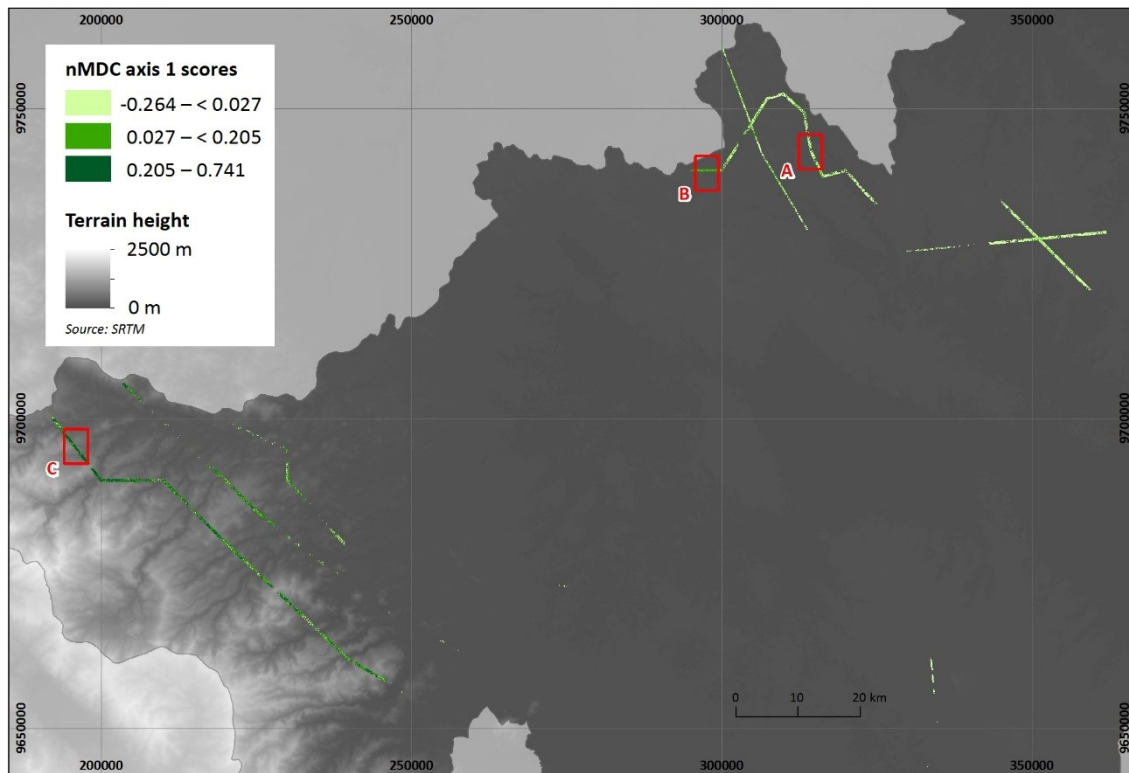 200000 250000 300000 350000
nMDC axis 1 scores
-0.264 – < 0.027
0.027 – < 0.205
0.205 – 0.741
Terrain height
2500 m
0 m
Source: SRTM
9750000 9750000
A
B
9700000 9700000
C
0 10 20 km
9650000 9650000
200000 250000 300000 350000